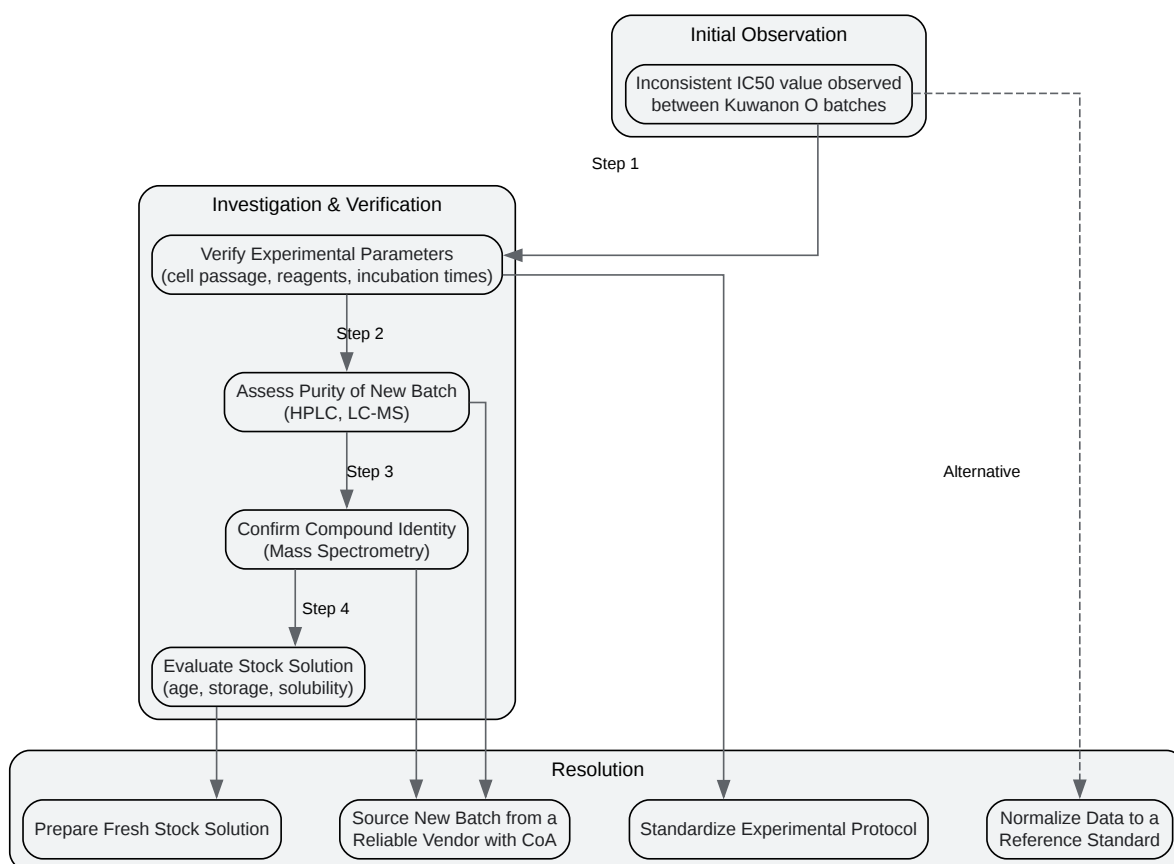 Initial Observation
Inconsistent IC50 value observed
between Kuwanon O batches
Step 1
Investigation & Verification
Verify Experimental Parameters
(cell passage, reagents, incubation times)
Step 2
Assess Purity of New Batch
(HPLC, LC-MS)
Step 3
Alternative
Confirm Compound Identity
(Mass Spectrometry)
Step 4
Evaluate Stock Solution
(age, storage, solubility)
Resolution
Prepare Fresh Stock Solution
Source New Batch from a
Reliable Vendor with CoA
Standardize Experimental Protocol
Normalize Data to a
Reference Standard